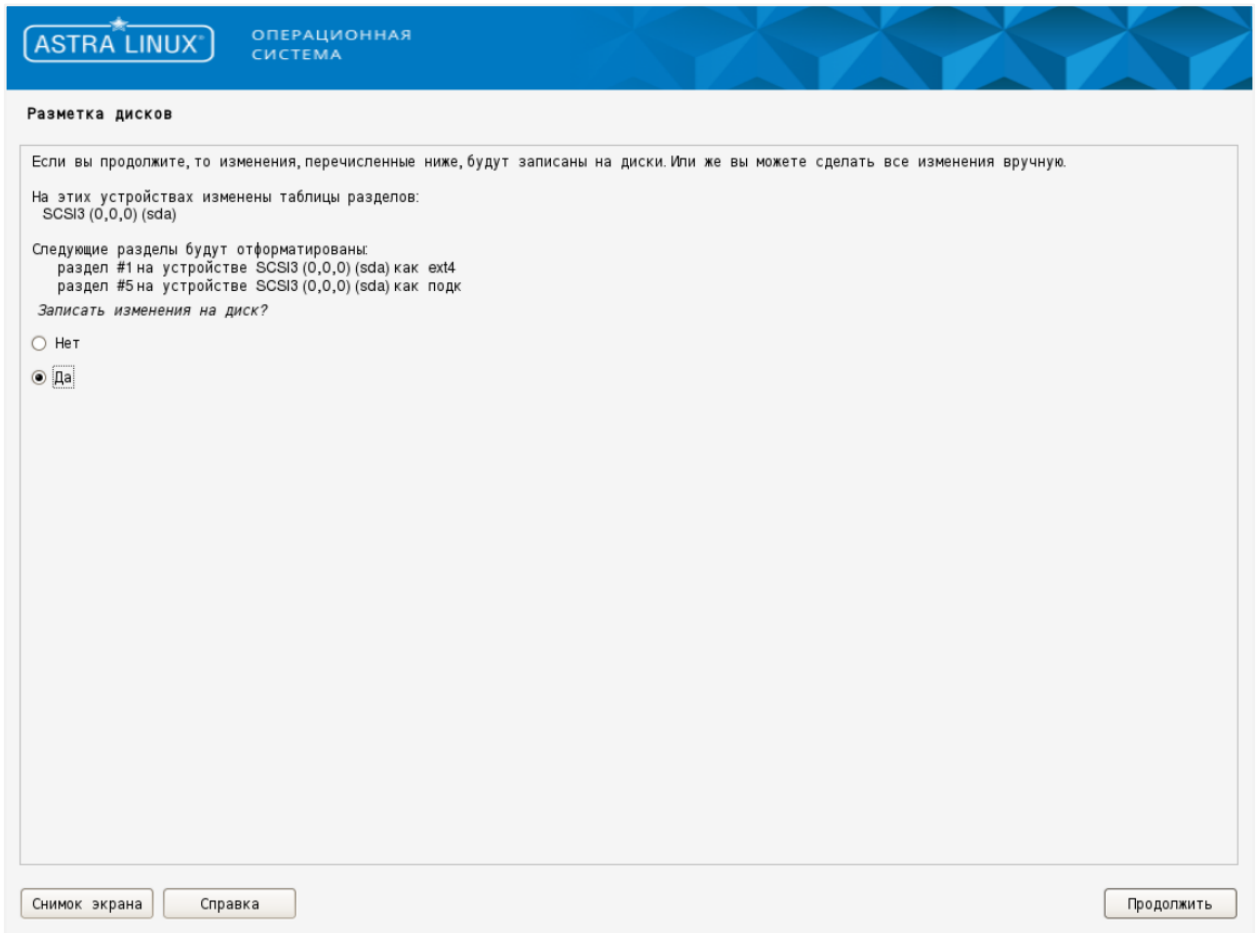 ASTRA LINUX®
ОПЕРАЦИОННАЯ
СИСТЕМА
Разметка дисков
Если вы продолжите, то изменения, перечисленные ниже, будут записаны на диски. Или же вы можете сделать все изменения вручную.
На этих устройствах изменены таблицы разделов:
SCSI3 (0,0,0) (sda)
Следующие разделы будут отформатированы:
раздел #1 на устройстве SCSI3 (0,0,0) (sda) как ext4
раздел #5 на устройстве SCSI3 (0,0,0) (sda) как подк
Записать изменения на диск?
Нет
Да
Снимок экрана
Справка
Продолжить